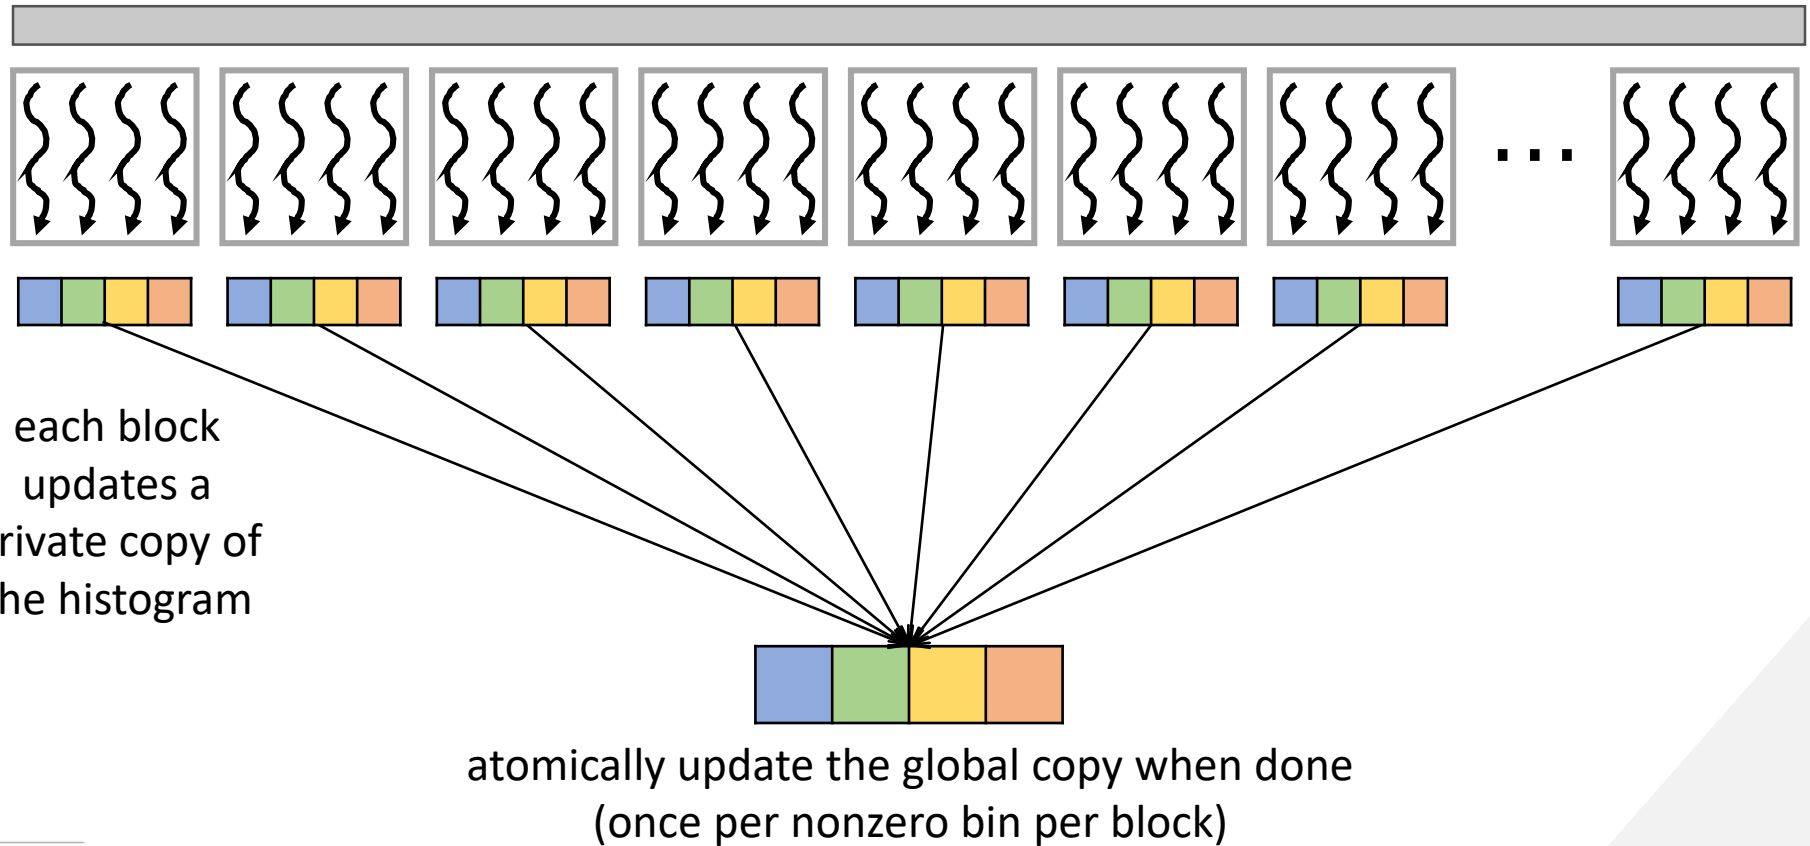 each block
updates a
rivate copy of
he histogram
atomically update the global copy when done
(once per nonzero bin per block)